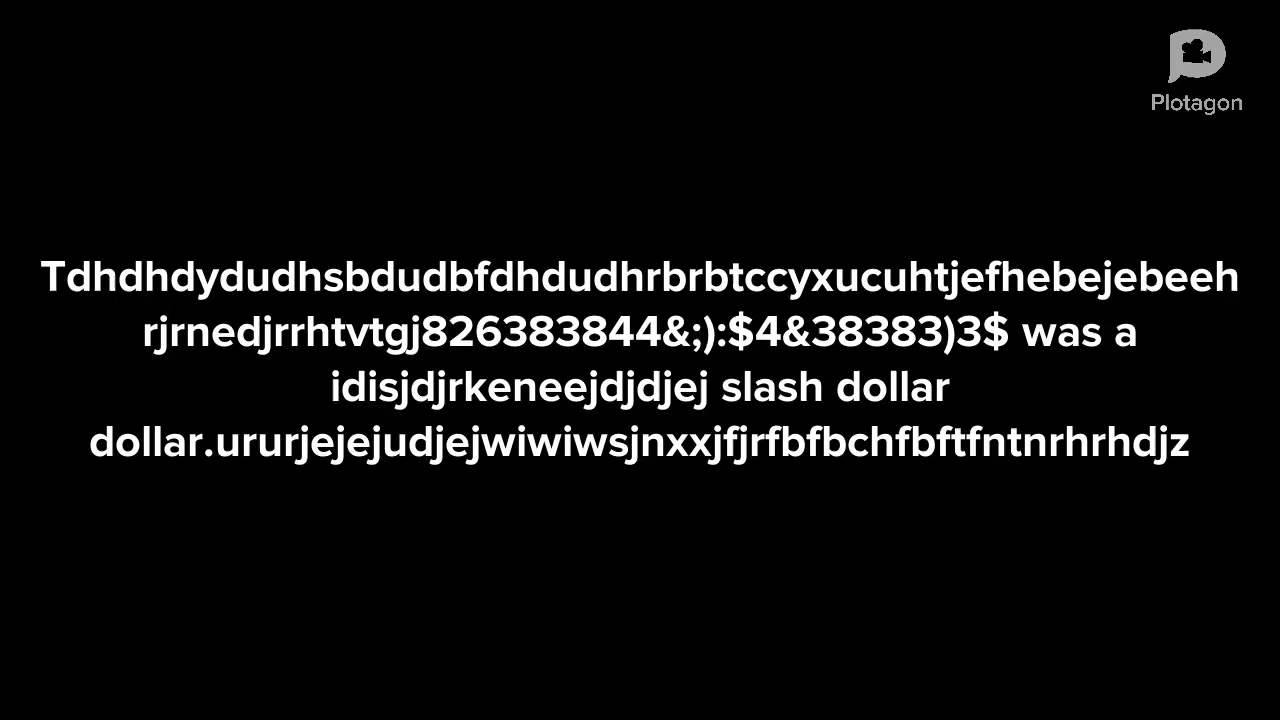 Plotagon
Tdhdhdydudhsbdudbfdhdudhrbrbtccyxucuhtjefhebejebeeh
rjrnedjrrhtvtgj826383844&;):$4&38383)3$ was a
idisjdjrkeneejdjdjej slash dollar
dollar.ururjejejudjejwiwiwsjnxxjfjrfbfbchfbftfntnrhrhdjz